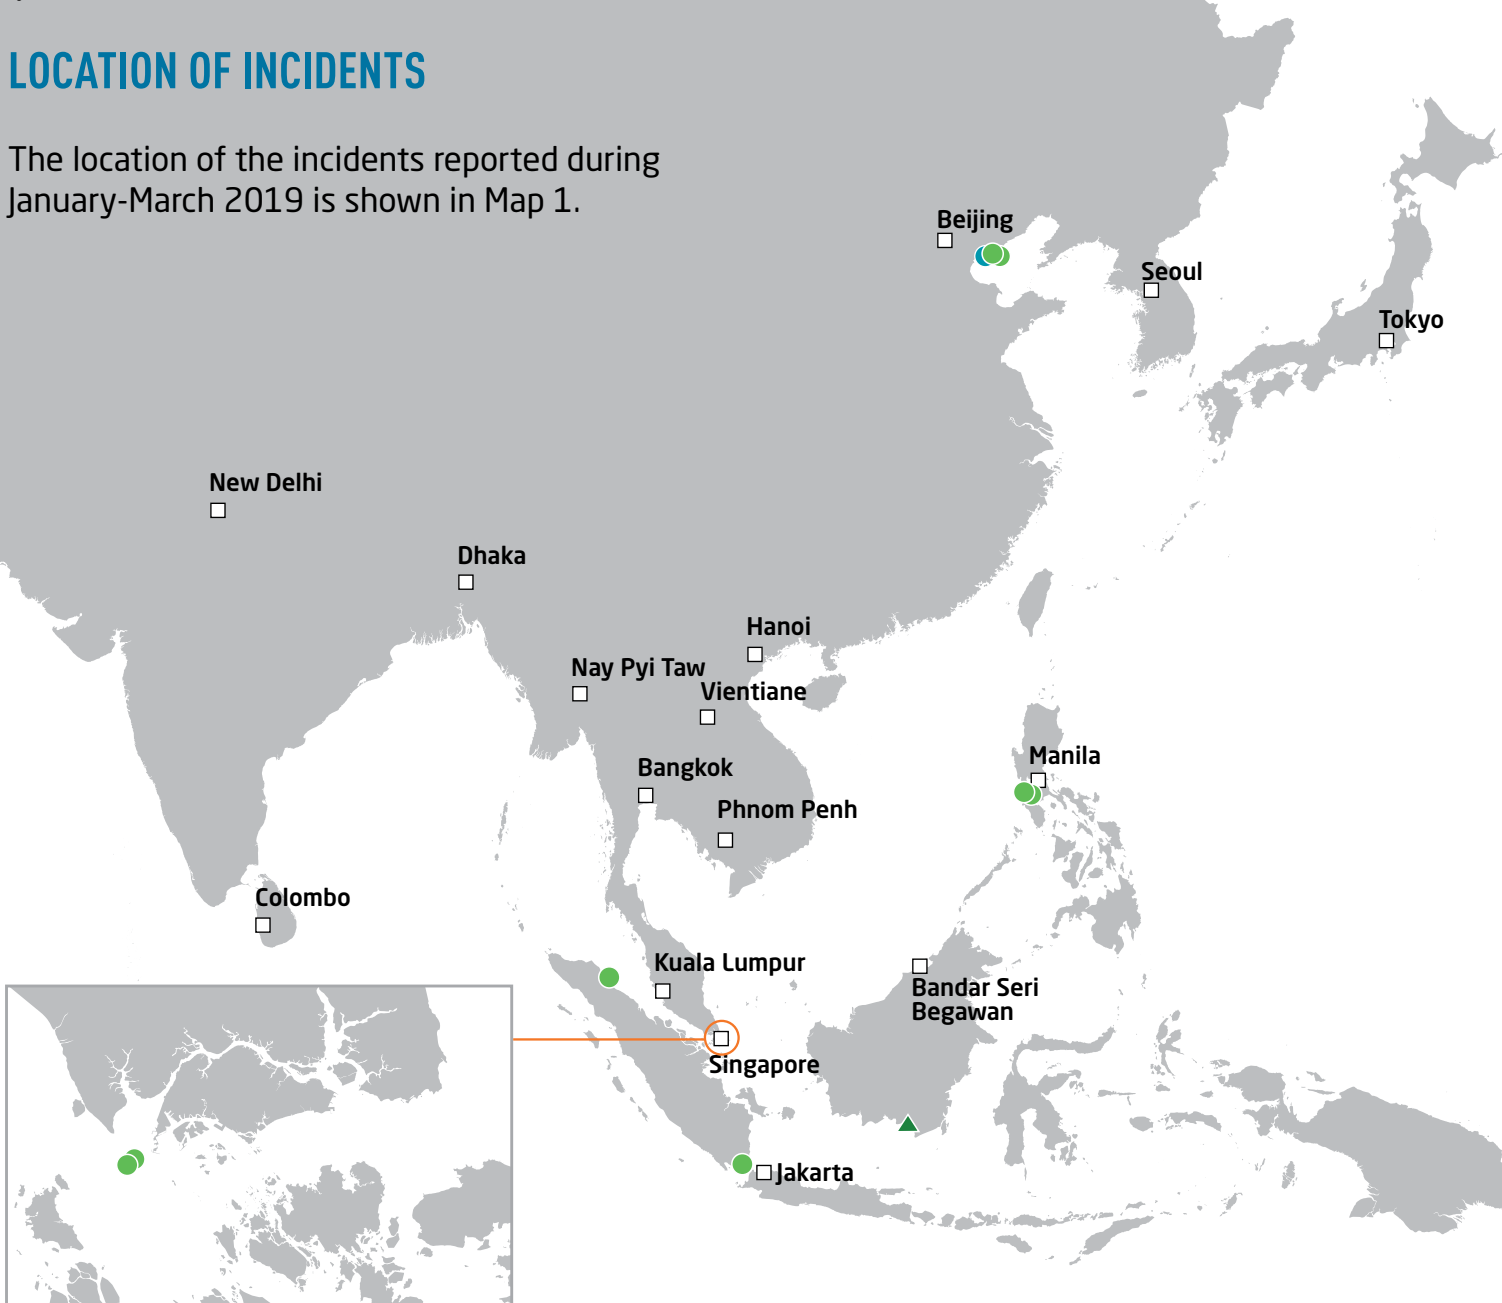 LOCATION OF INCIDENTS
The location of the incidents reported during
January-March 2019 is shown in Map 1.
Beijing
Seoul
Tokyo
New Delhi
Dhaka
Hanoi
Nay Pyi Taw
Vientiane
Manila
Bangkok
Phnom Penh
Colombo
Kuala Lumpur
Bandar Seri
Begawan
Singapore
Jakarta